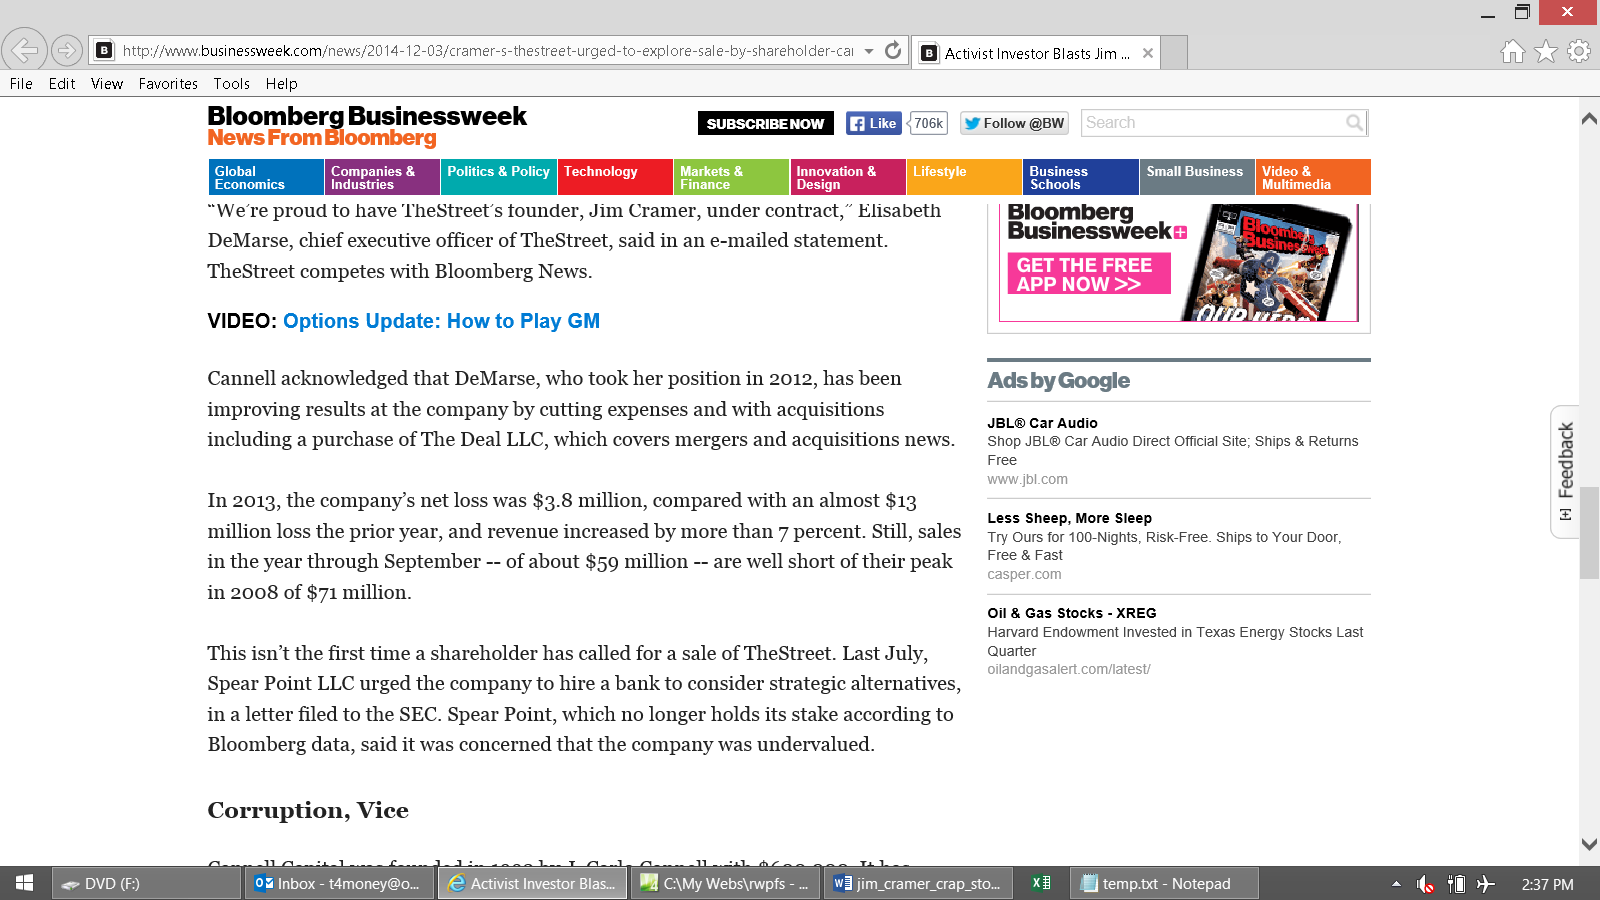 http://www.businessweek.com/news/2014-12-03/cramer-s-thestreet-urged-to-explore-sale-by-shareholder-car
B
Activist Investor Blasts Jim ...
File Edit View Favorites Tools Help
Bloomberg Businessweek
News From Bloomberg
SUBSCRIBE NOW
Like
706k
Follow @BW
Search
Global Economics
Companies & Industries
Politics & Policy
Technology
Markets & Finance
Innovation & Design
Lifestyle
Business Schools
Small Business
Video & Multimedia
“We’re proud to have TheStreet’s founder, Jim Cramer, under contract,” Elisabeth
DeMarse, chief executive officer of TheStreet, said in an e-mailed statement.
TheStreet competes with Bloomberg News.
VIDEO: Options Update: How to Play GM
Cannell acknowledged that DeMarse, who took her position in 2012, has been
improving results at the company by cutting expenses and with acquisitions
including a purchase of The Deal LLC, which covers mergers and acquisitions news.
In 2013, the company’s net loss was $3.8 million, compared with an almost $13
million loss the prior year, and revenue increased by more than 7 percent. Still, sales
in the year through September -- of about $59 million -- are well short of their peak
in 2008 of $71 million.
This isn’t the first time a shareholder has called for a sale of TheStreet. Last July,
Spear Point LLC urged the company to hire a bank to consider strategic alternatives,
in a letter filed to the SEC. Spear Point, which no longer holds its stake according to
Bloomberg data, said it was concerned that the company was undervalued.
Corruption, Vice
Bloomberg
Businessweek+
GET THE FREE
APP NOW >>
Bloomberg
Businessweek
Ads by Google
JBL® Car Audio
Shop JBL® Car Audio Direct Official Site; Ships & Returns
Free
www.jbl.com
Less Sheep, More Sleep
Try Ours for 100-Nights, Risk-Free. Ships to Your Door,
Free & Fast
casper.com
Oil & Gas Stocks - XREG
Harvard Endowment Invested in Texas Energy Stocks Last
Quarter
oilandgasalert.com/latest/
[+] Feedback
DVD (F:)
Inbox - t4money@o...
Activist Investor Blas...
C:\My Webs\rwpfs - ...
jim_cramer_crap_sto...
temp.txt - Notepad
2:37 PM